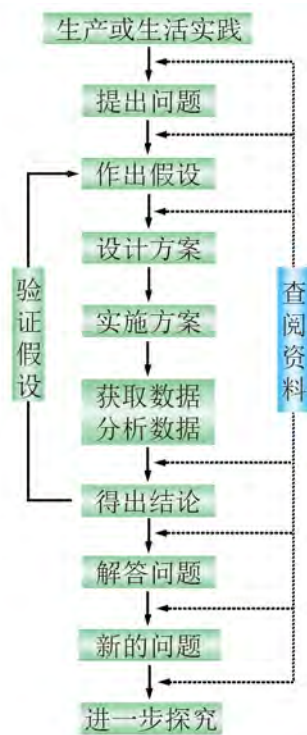 生产或生活实践
提出问题
作出假设
设计方案
实施方案
获取数据
分析数据
得出结论
解答问题
新的问题
进一步探究
验证假设
查阅资料